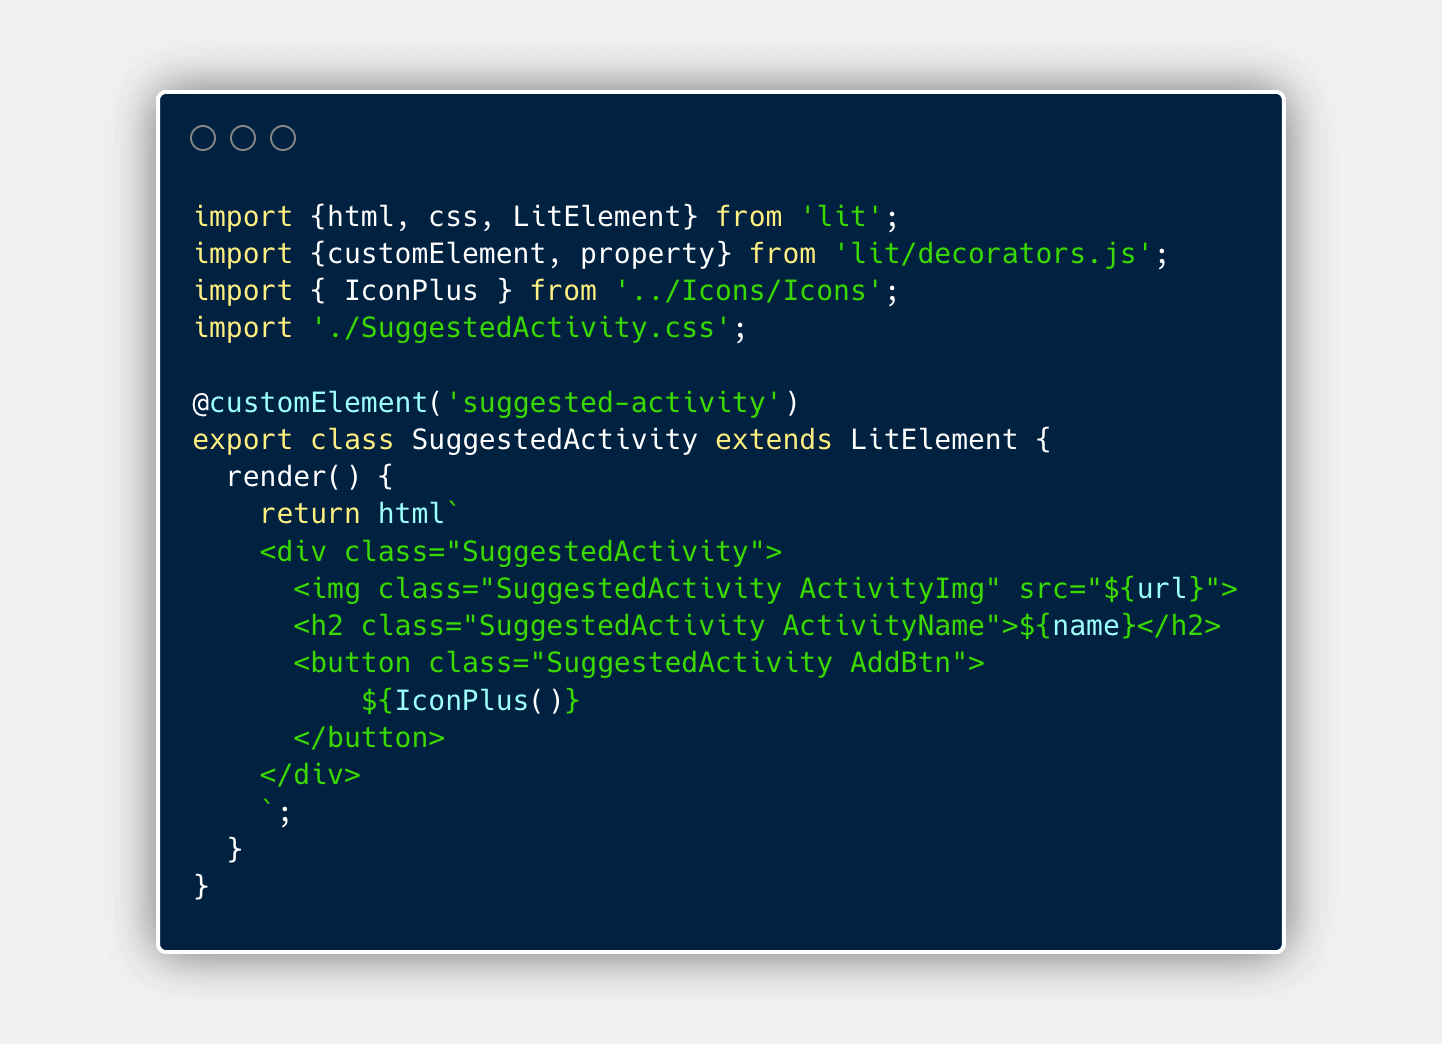 import {html, css, LitElement} from 'lit';
import {customElement, property} from 'lit/decorators.js';
import { IconPlus } from '../Icons/Icons';
import './SuggestedActivity.css';

@customElement('suggested-activity')
export class SuggestedActivity extends LitElement {
  render() {
    return html`
    <div class="SuggestedActivity">
      <img class="SuggestedActivity ActivityImg" src="${url}">
      <h2 class="SuggestedActivity ActivityName">${name}</h2>
      <button class="SuggestedActivity AddBtn">
          ${IconPlus()}
      </button>
    </div>
    `;
  }
}